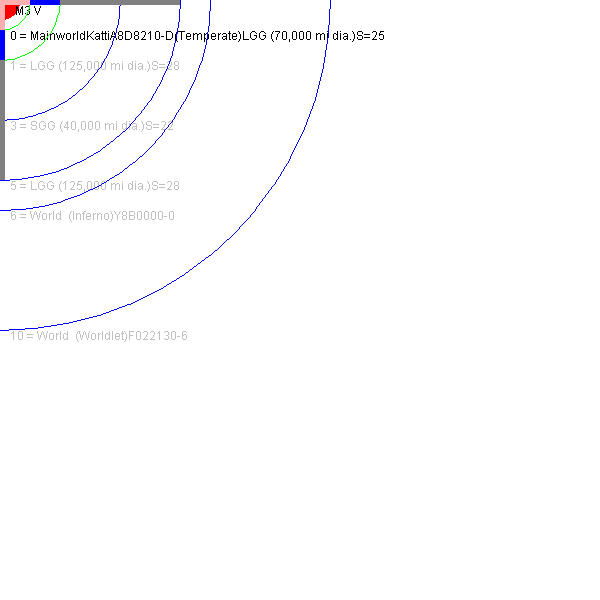 M3 V
0 = MainworldKattiA8D8210-D(Temperate)LGG (70,000 mi dia.)S=25
1 = LGG (125,000 mi dia.)S=28
3 = SGG (40,000 mi dia.)S=22
5 = LGG (125,000 mi dia.)S=28
6 = World  (Inferno)Y8B0000-0
10 = World  (Worldlet)F022130-6